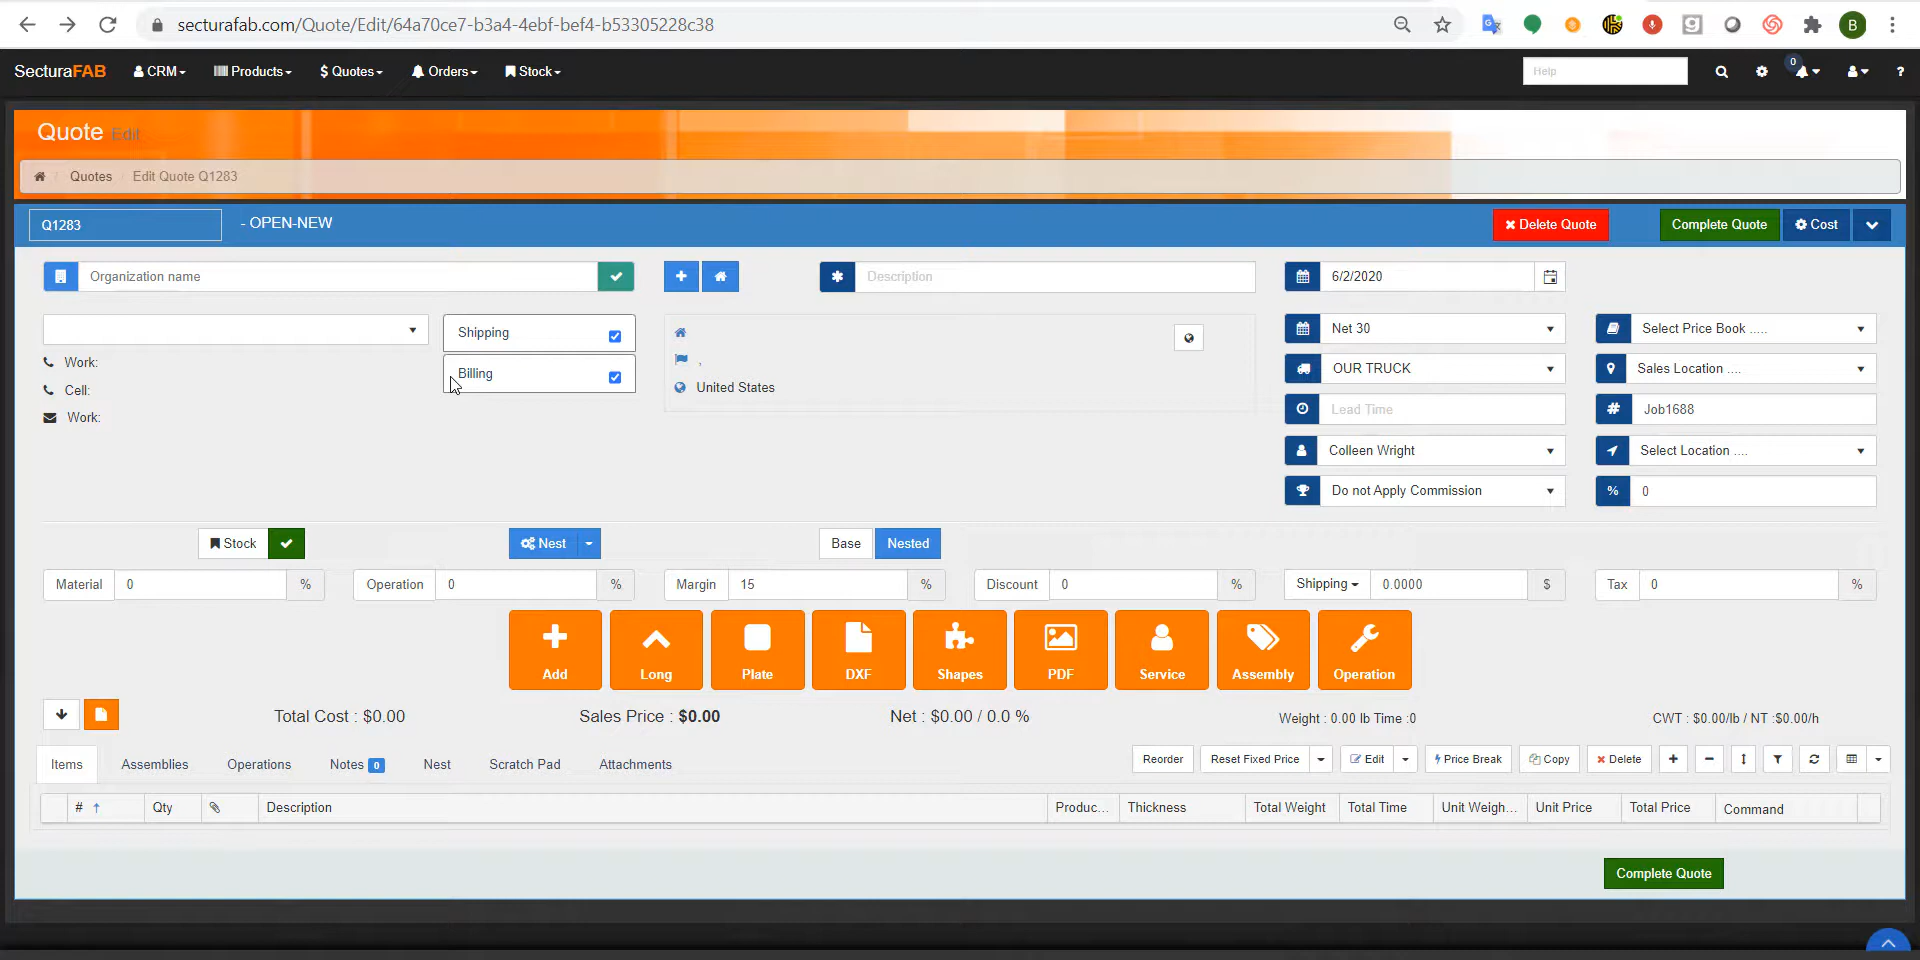 secturafab.com/Quote/Edit/64a70ce7-b3a4-4ebf-bef4-b53305228c38
B
SecturaFAB CRM Products $ Quotes Orders Stock Help 0 ?
Quote Edit
Quotes / Edit Quote Q1283
Q1283 - OPEN-NEW Delete Quote Complete Quote Cost
Organization name Description 6/2/2020
Shipping Net 30 Select Price Book .....
Work: Billing , OUR TRUCK Sales Location ....
Cell: United States Lead Time # Job1688
Work: Colleen Wright Select Location ....
Do not Apply Commission % 0
Stock Nest Base Nested
Material 0 % Operation 0 % Margin 15 % Discount 0 % Shipping 0.0000 $ Tax 0 %
Add Long Plate DXF Shapes PDF Service Assembly Operation
Total Cost : $0.00 Sales Price : $0.00 Net : $0.00 / 0.0 % Weight : 0.00 lb Time :0 CWT : $0.00/lb / NT :$0.00/h
Items Assemblies Operations Notes 0 Nest Scratch Pad Attachments Reorder Reset Fixed Price Edit Price Break Copy Delete
# Qty Description Produc... Thickness Total Weight Total Time Unit Weigh... Unit Price Total Price Command
Complete Quote